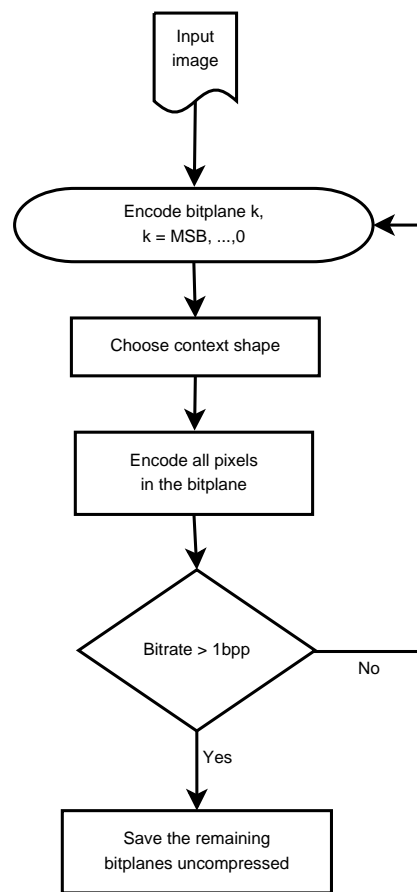 Input
image
Encode bitplane k,
k = MSB, ...,0
Choose context shape
Encode all pixels
in the bitplane
Bitrate > 1bpp
No
Yes
Save the remaining
bitplanes uncompressed